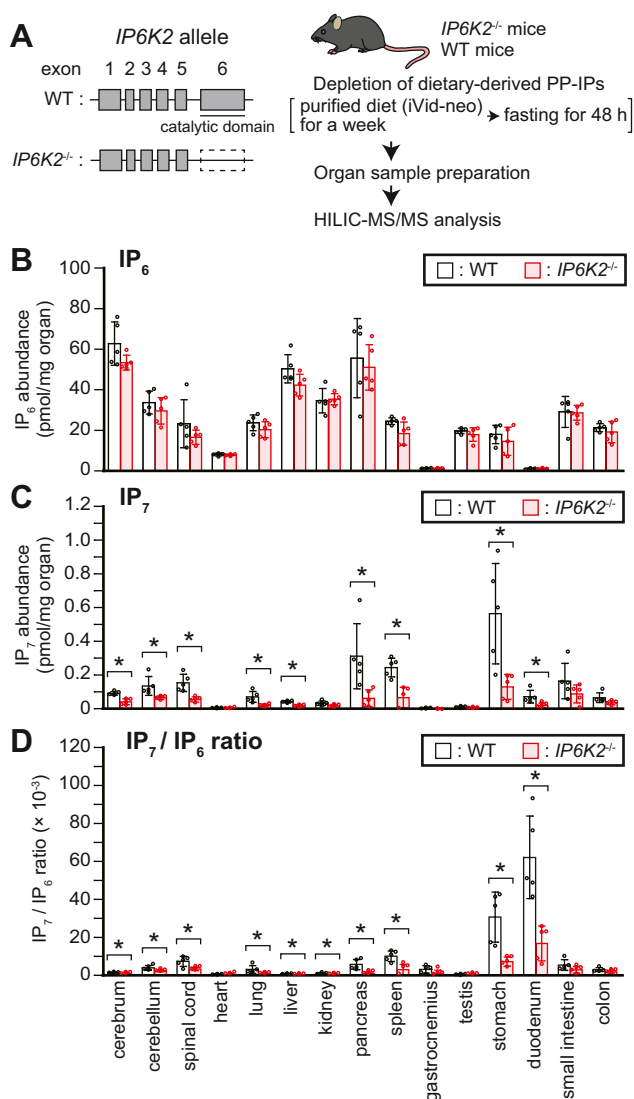 A
IP6K2 allele
exon
1 2 3 4 5 6
WT :
catalytic domain
IP6K2-/- :
IP6K2-/- mice
WT mice
Depletion of dietary-derived PP-IPs
purified diet (iVid-neo)
for a week
fasting for 48 h
Organ sample preparation
HILIC-MS/MS analysis
B
IP6
: WT : IP6K2-/-
IP6 abundance
(pmol/mg organ)
100
80
60
40
20
0
C
IP7
: WT : IP6K2-/-
IP7 abundance
(pmol/mg organ)
1.2
1.0
0.8
0.6
0.4
0.2
0
* * * * * * * * *
D
IP7 / IP6 ratio
: WT : IP6K2-/-
IP7 / IP6 ratio (× 10-3)
120
100
80
60
40
20
0
* * * * * * * * * *
cerebrum
cerebellum
spinal cord
heart
lung
liver
kidney
pancreas
spleen
gastrocnemius
testis
stomach
duodenum
small intestine
colon